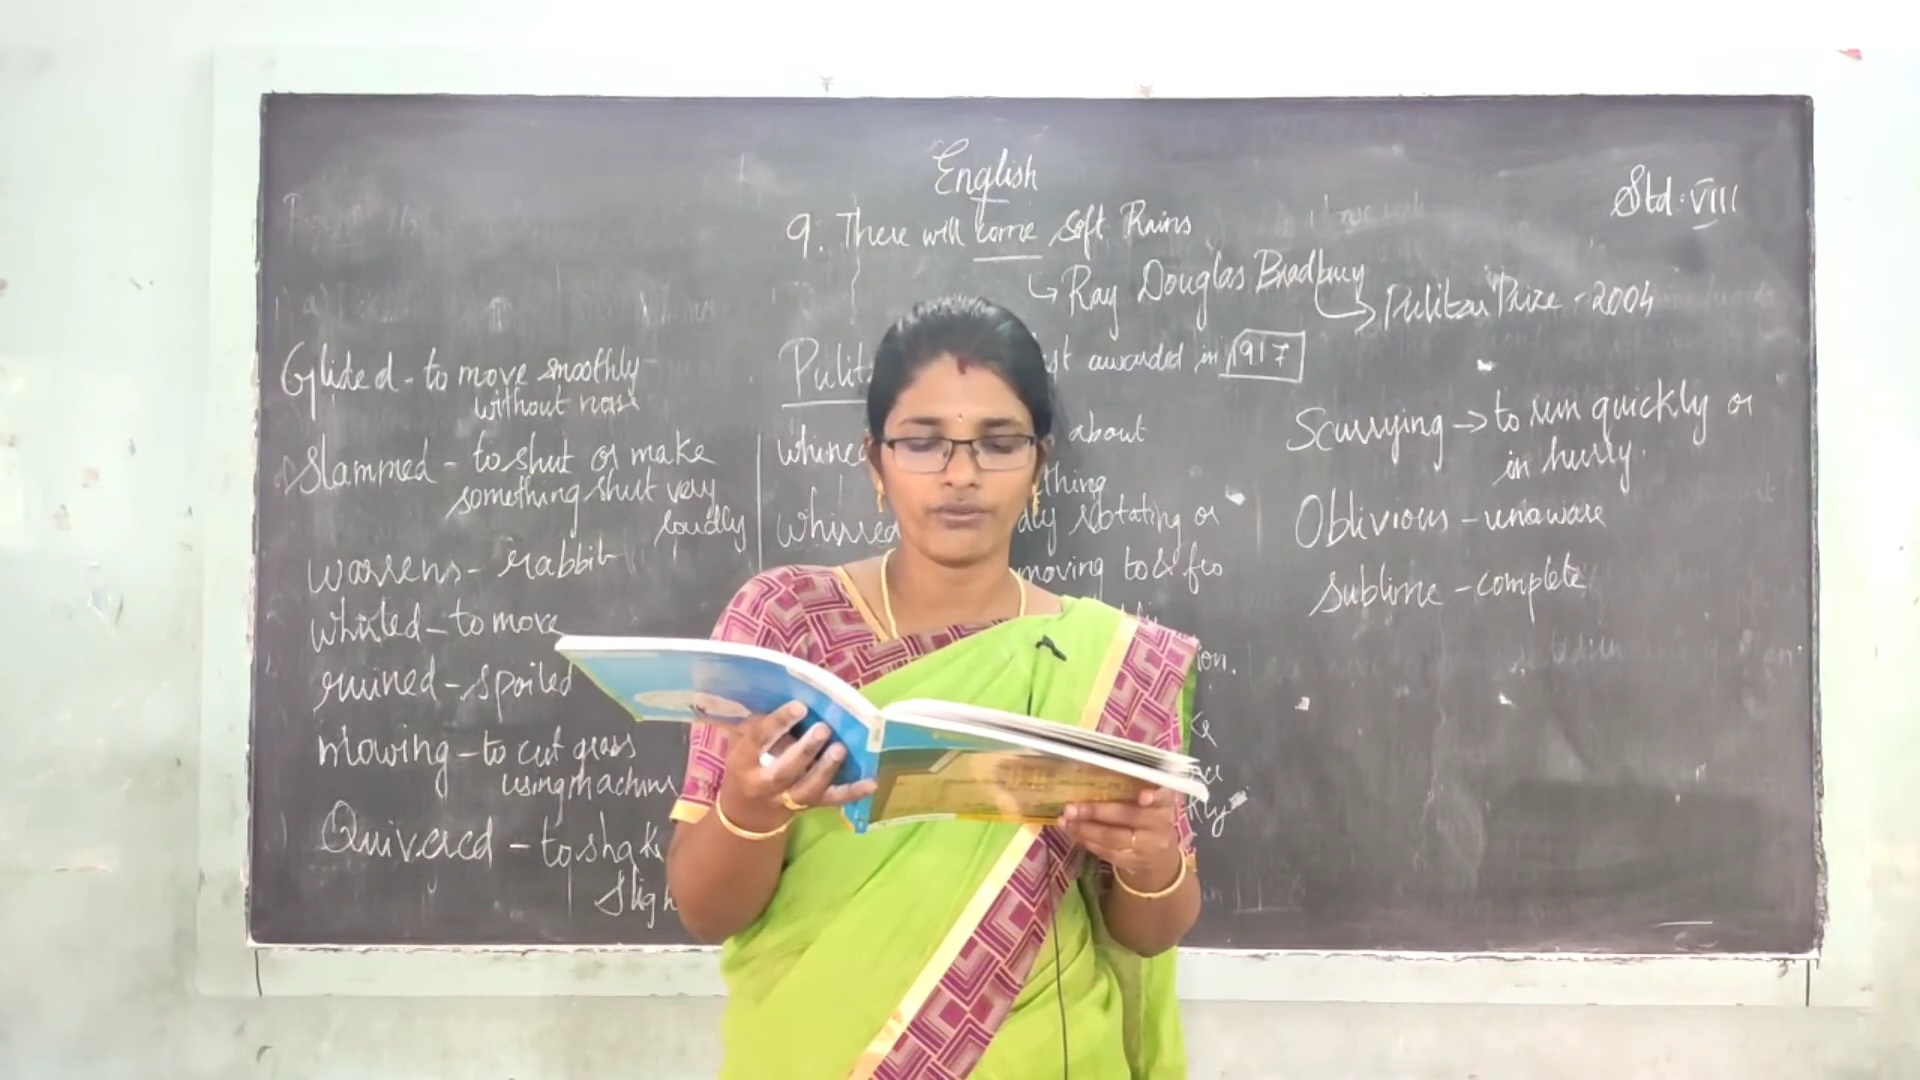 English
Std: VIII
9. There will come soft Rains
Ray Douglas Bradbury
Pulitzer Prize - 2004
awarded in 1917
Glided - to move smoothly
without noise
Slammed - to shut or make
something shut very
loudly
warrens - rabbit
whirled - to move
ruined - spoiled
Mowing - to cut grass
using machine
Quivered - to shake
about
thing
whirred
rotating or
moving to & fro
Scurrying → to run quickly or
in hurry.
Oblivious - unaware
sublime - complete